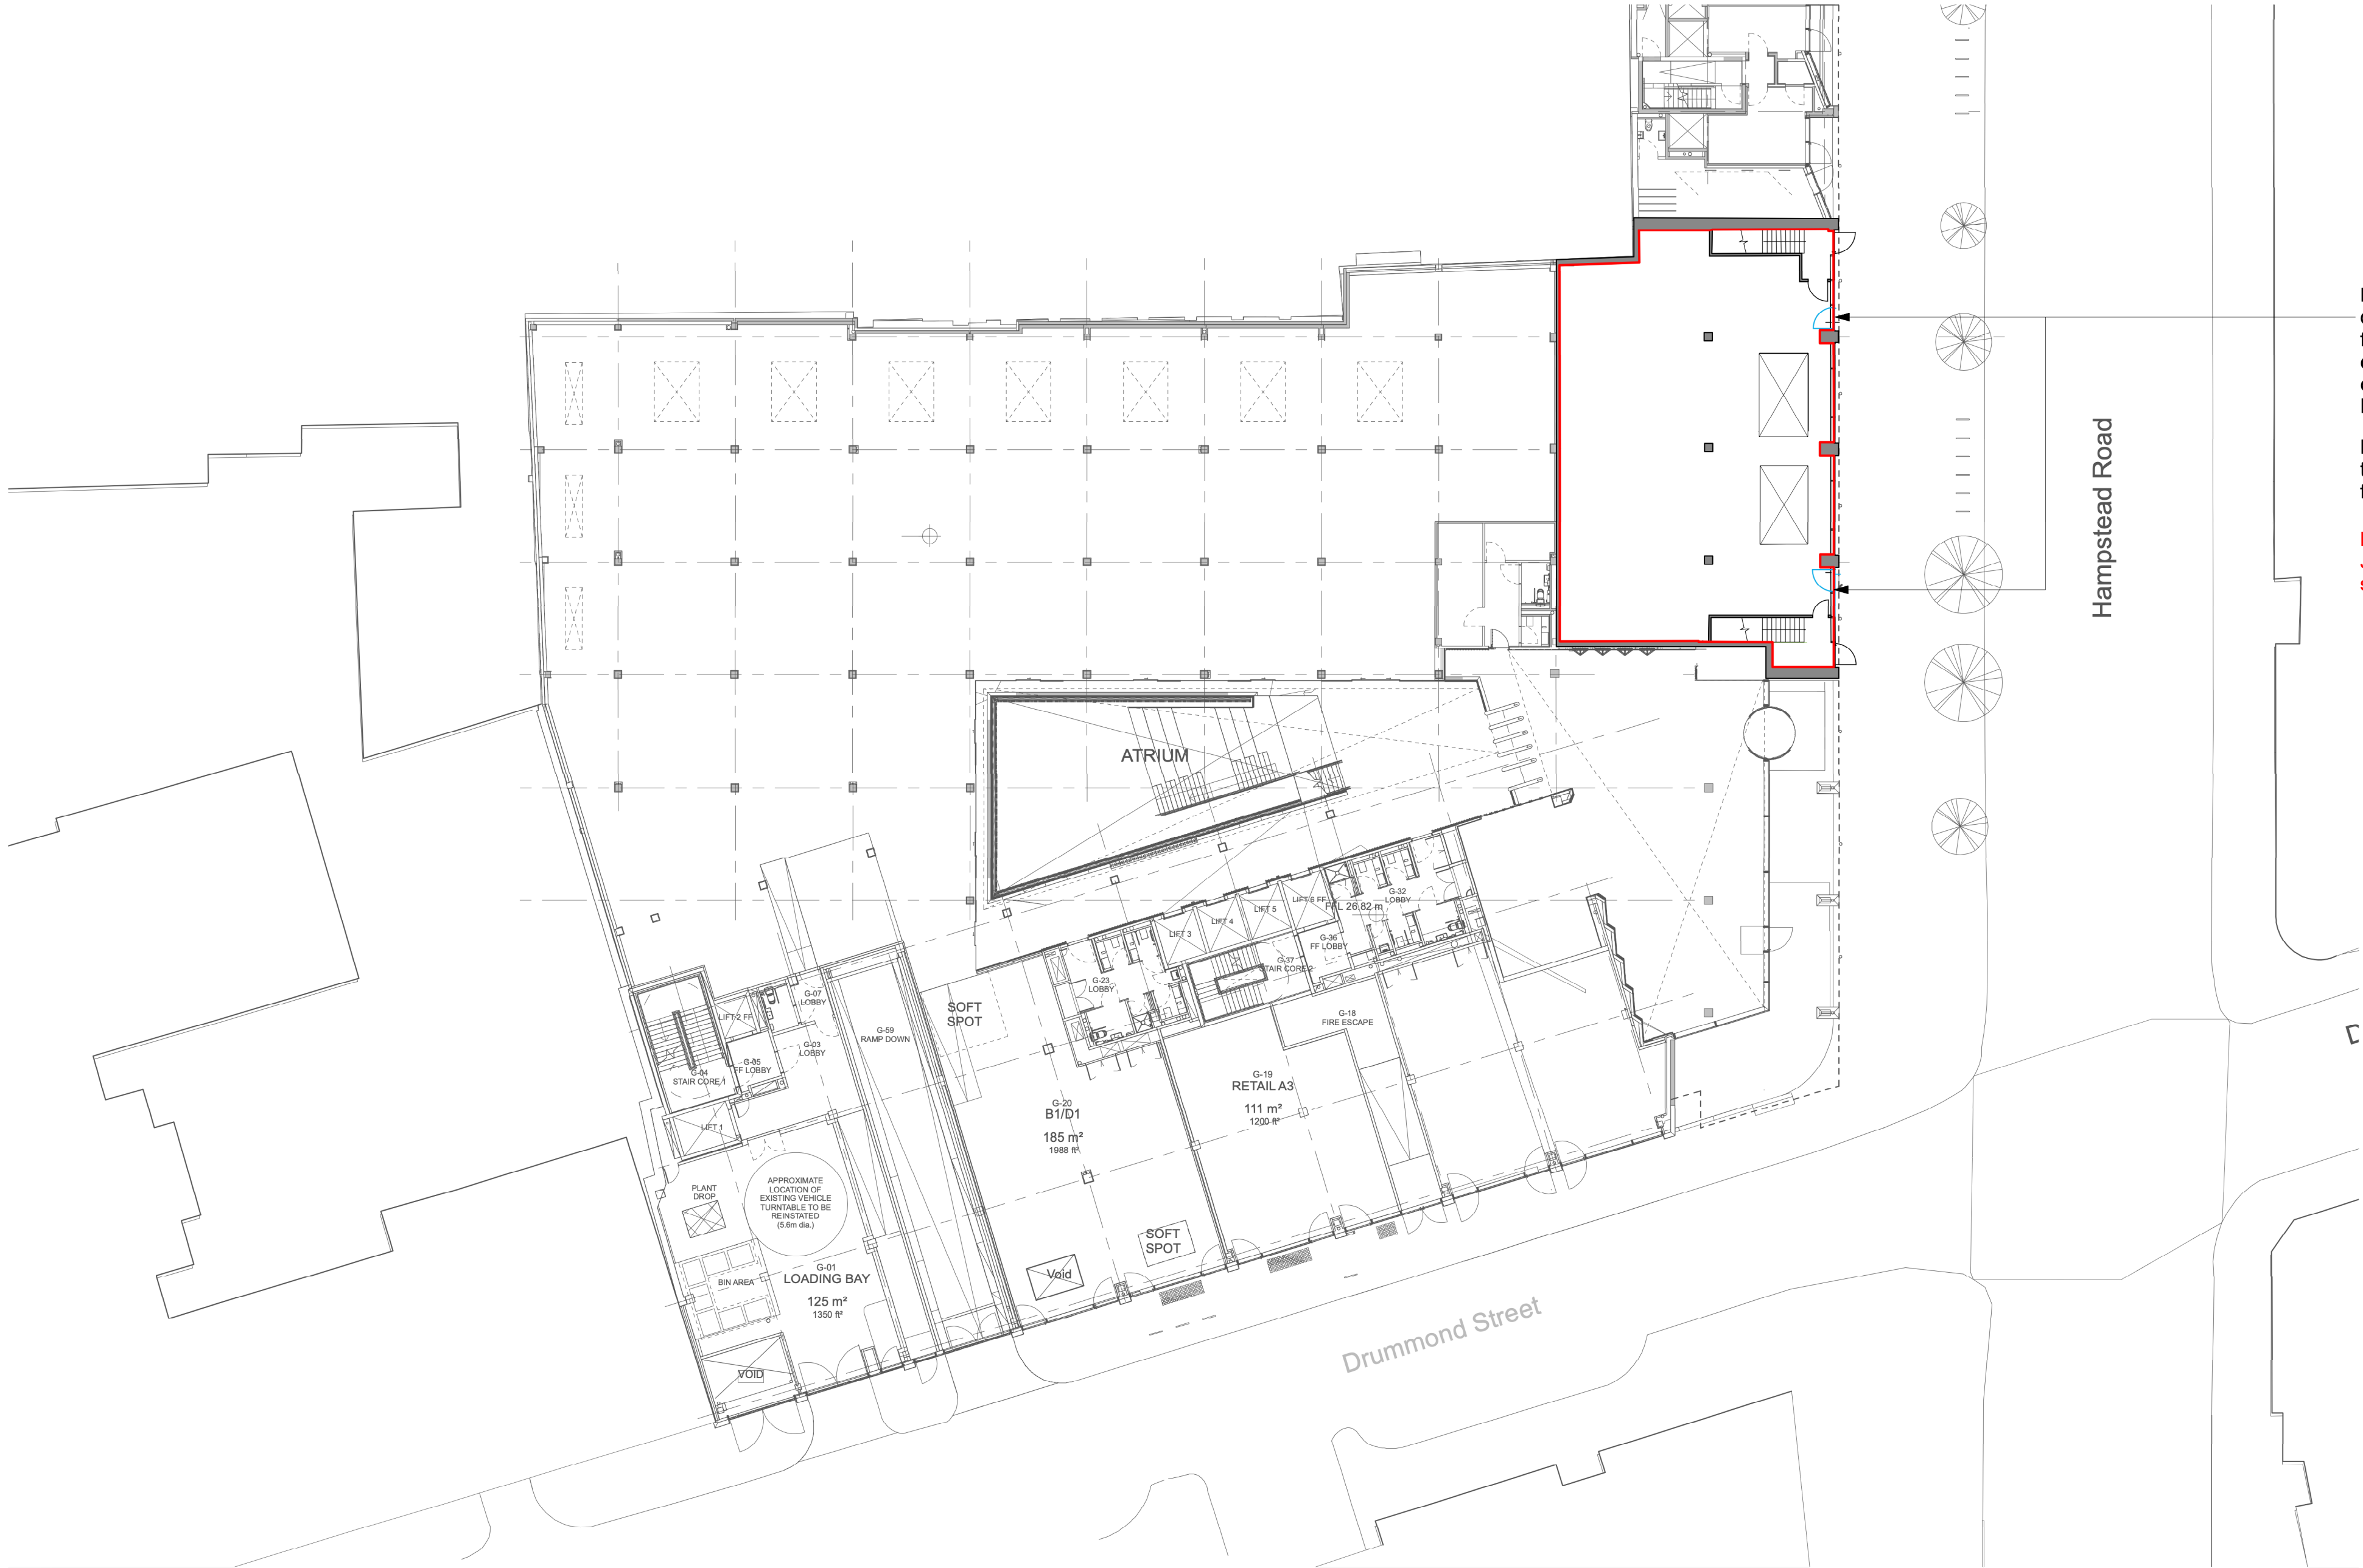 Hampstead Road
ATRIUM
LIFT 3
LIFT 4
LIFT 5
LIFT 6 FF
FFL 26.82 m
G-32
LOBBY
G-36
FF LOBBY
G-37
STAIR CORE 2
G-23
LOBBY
G-18
FIRE ESCAPE
SOFT
SPOT
G-07
LOBBY
G-59
RAMP DOWN
LIFT 2 FF
G-03
LOBBY
G-05
FF LOBBY
G-04
STAIR CORE 1
LIFT 1
G-19
RETAIL A3
111 m²
1200 ft²
G-20
B1/D1
185 m²
1988 ft²
PLANT
DROP
APPROXIMATE
LOCATION OF
EXISTING VEHICLE
TURNTABLE TO BE
REINSTATED
(5.6m dia.)
SOFT
SPOT
Void
BIN AREA
G-01
LOADING BAY
125 m²
1350 ft²
VOID
Drummond Street